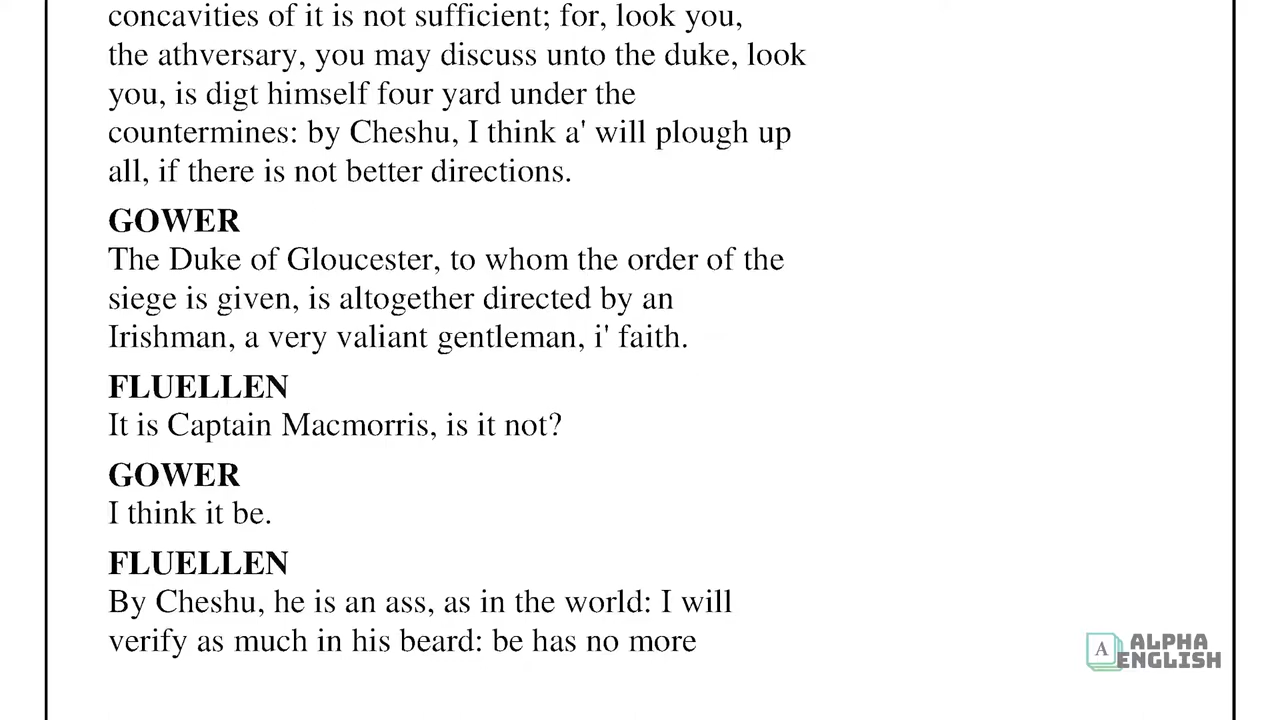 concavities of it is not sufficient; for, look you,
the athversary, you may discuss unto the duke, look
you, is digt himself four yard under the
countermines: by Cheshu, I think a' will plough up
all, if there is not better directions.
GOWER
The Duke of Gloucester, to whom the order of the
siege is given, is altogether directed by an
Irishman, a very valiant gentleman, i' faith.
FLUELLEN
It is Captain Macmorris, is it not?
GOWER
I think it be.
FLUELLEN
By Cheshu, he is an ass, as in the world: I will
verify as much in his beard: be has no more
A ALPHA
ENGLISH